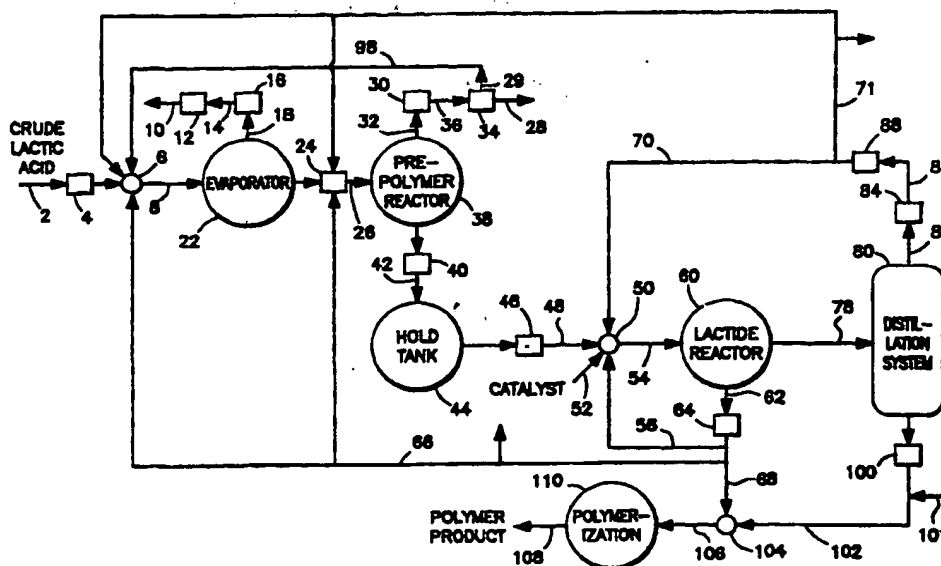 98
16
30
29
71
10
12
14
18
32
36
34
28
CRUDE
LACTIC
ACID
24
70
88
6
EVAPORATOR
PRE-
POLYMER
REACTOR
84
2
4
8
22
26
38
80
42
40
60
50
78
46
48
HOLD
TANK
LACTIDE
REACTOR
DISTIL-
LATION
SYSTEM
CATALYST
52
54
62
44
64
56
66
100
68
110
POLYMER
PRODUCT
POLYMER-
IZATION
108
106
104
102